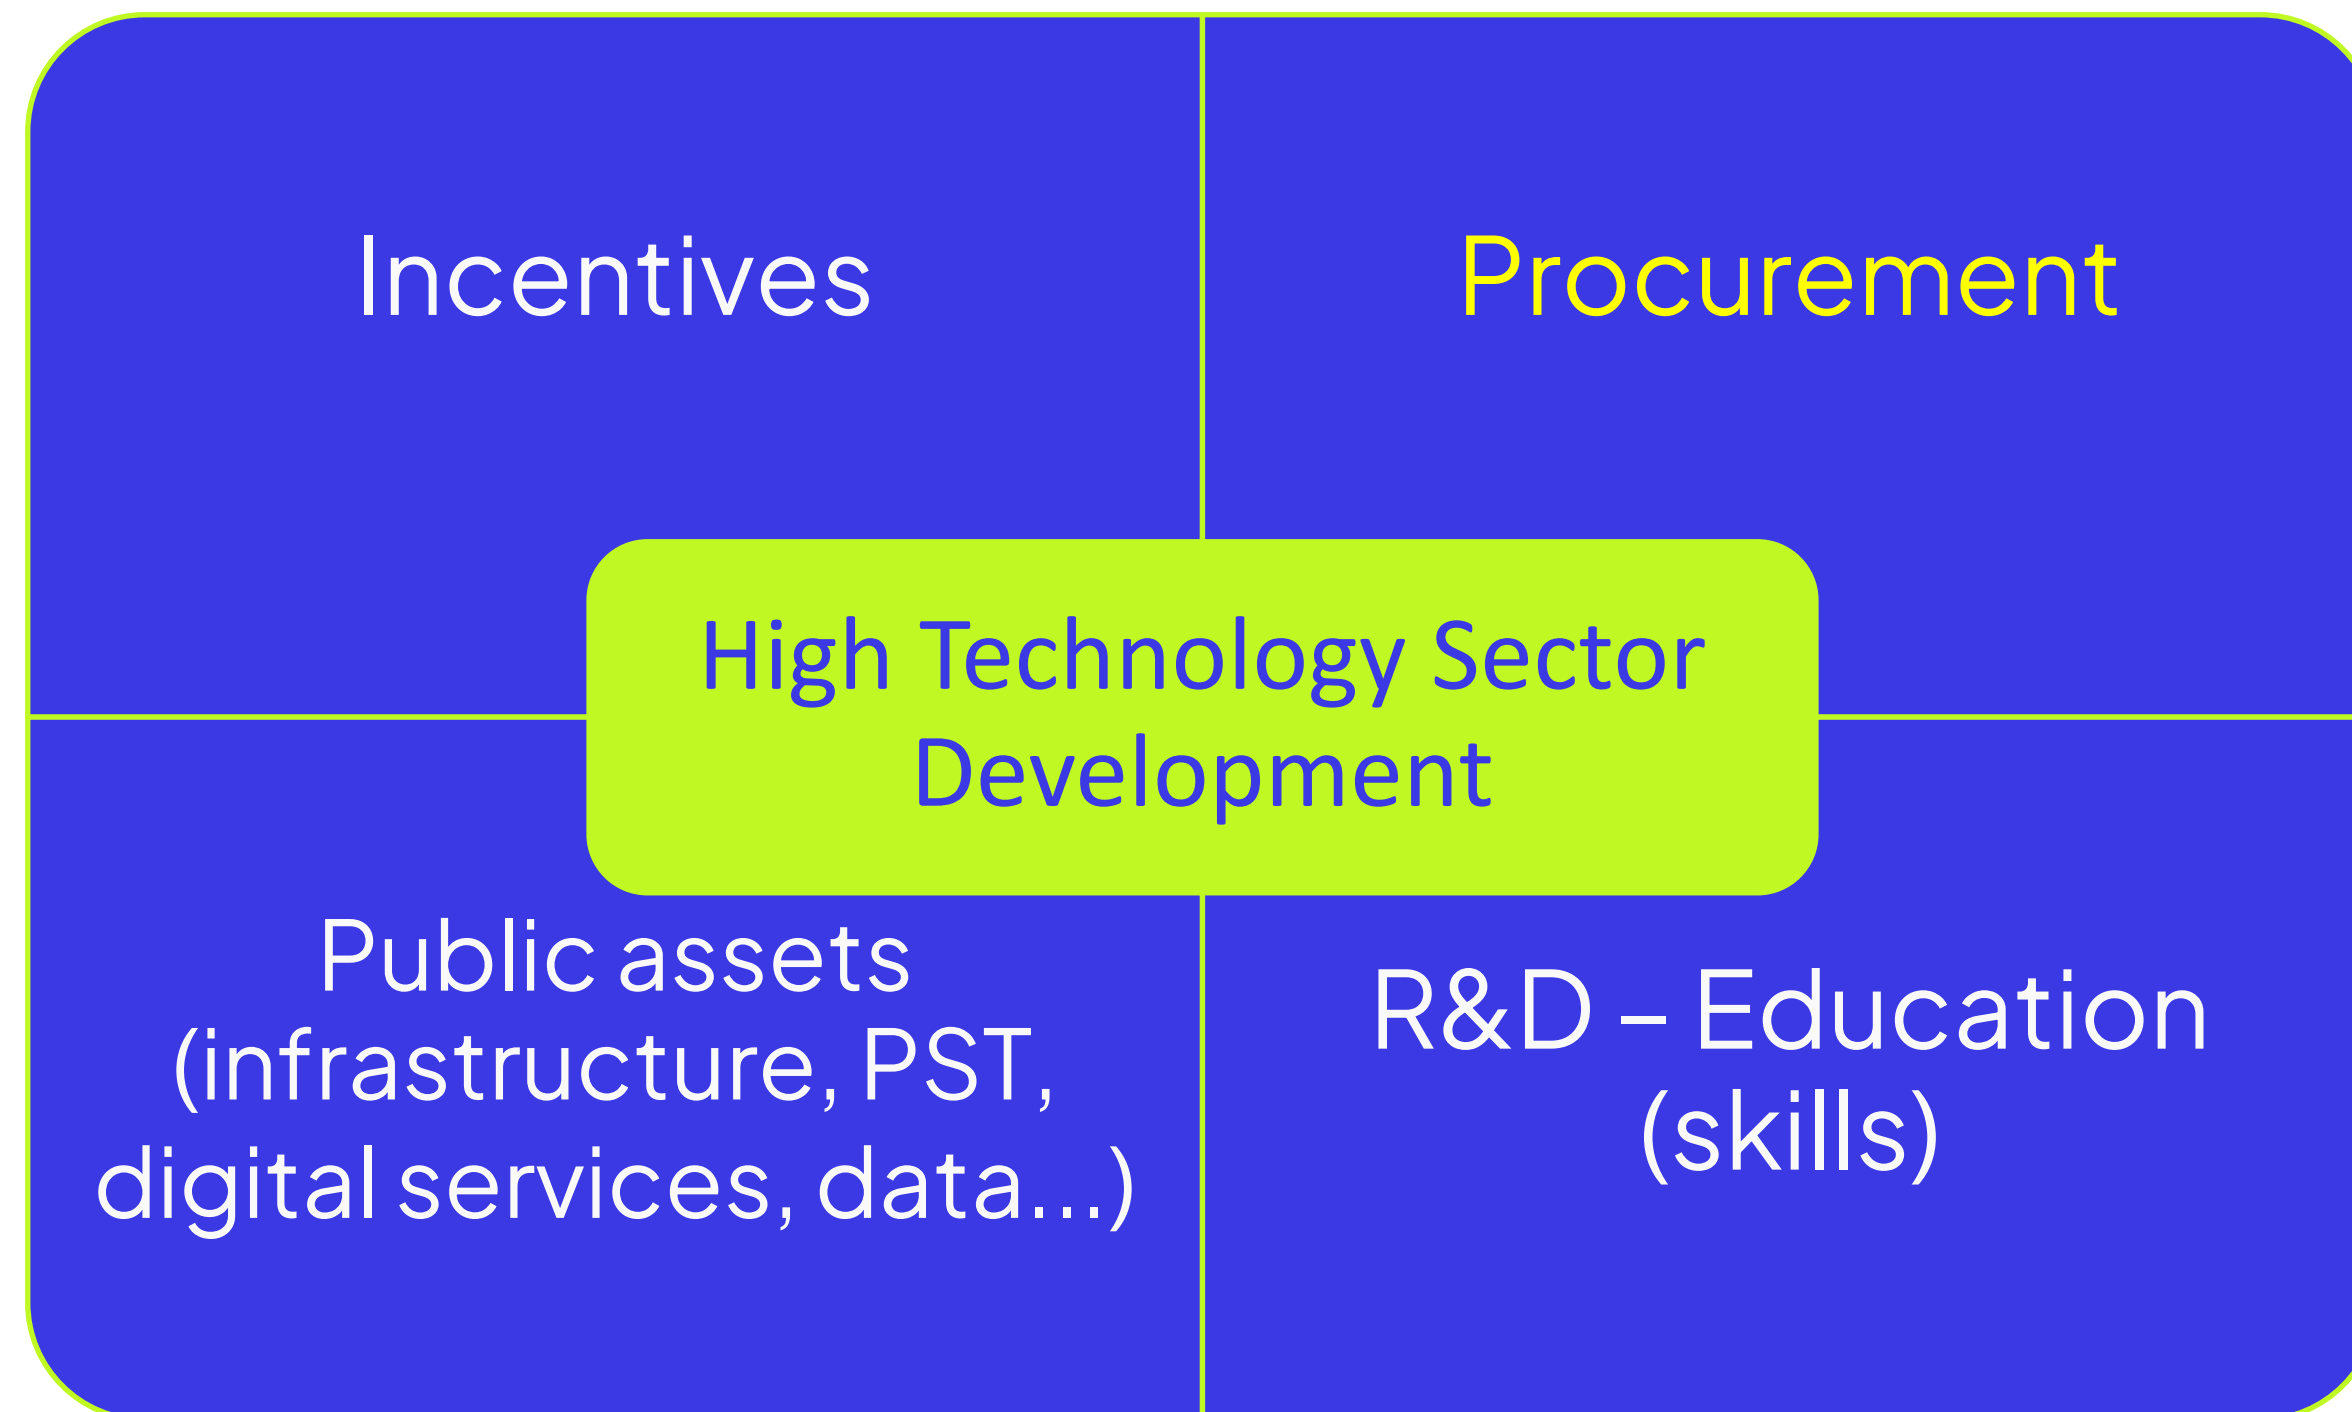 Incentives
Procurement
High Technology Sector
Development
Public assets
(infrastructure, PST,
digital services, data...)
R&D – Education
(skills)